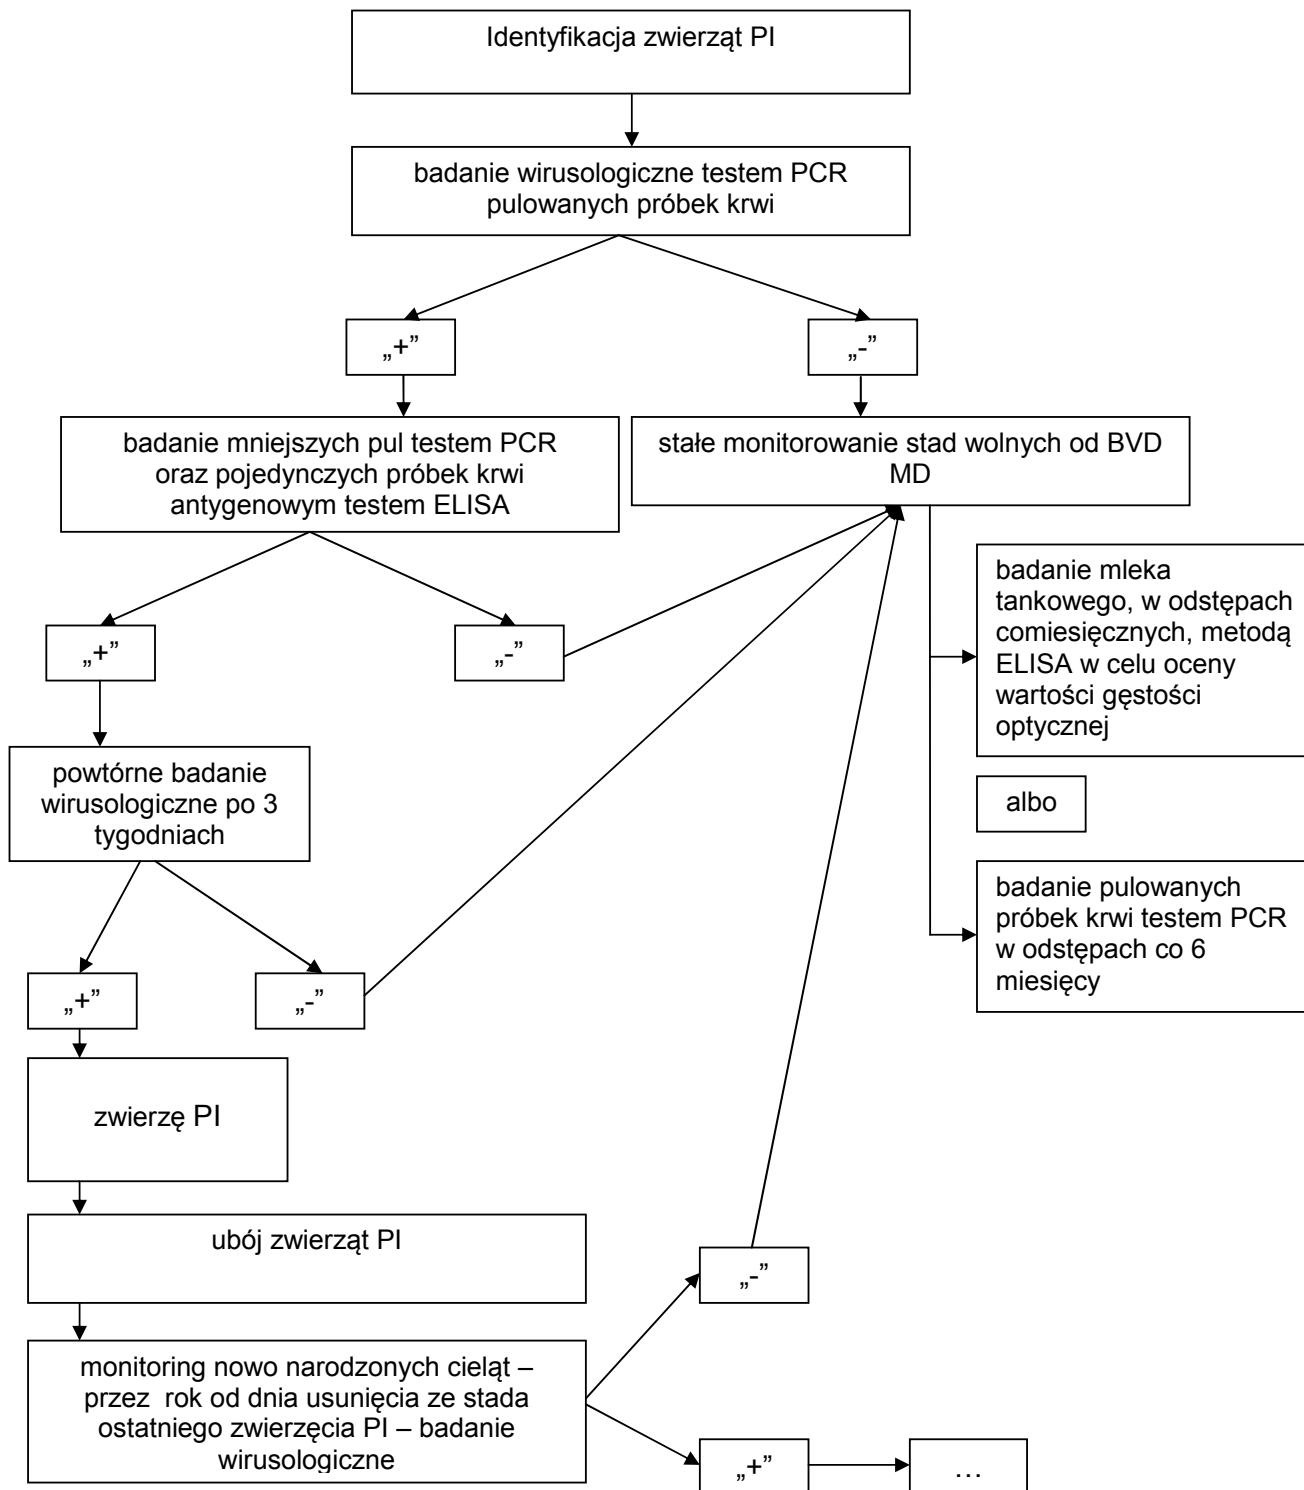 Identyfikacja zwierząt PI
badanie wirusologiczne testem PCR
pulowanych próbek krwi
„+”
„-”
badanie mniejszych pul testem PCR
oraz pojedynczych próbek krwi
antygenowym testem ELISA
stałe monitorowanie stad wolnych od BVD
MD
„+”
„-”
badanie mleka
tankowego, w odstępach
comiesięcznych, metodą
ELISA w celu oceny
wartości gęstości
optycznej
powtórne badanie
wirusologiczne po 3
tygodniach
albo
badanie pulowanych
próbek krwi testem PCR
w odstępach co 6
miesięcy
„+”
„-”
zwierzę PI
ubój zwierząt PI
„-”
monitoring nowo narodzonych cieląt –
przez rok od dnia usunięcia ze stada
ostatniego zwierzęcia PI – badanie
wirusologiczne
„+”
…